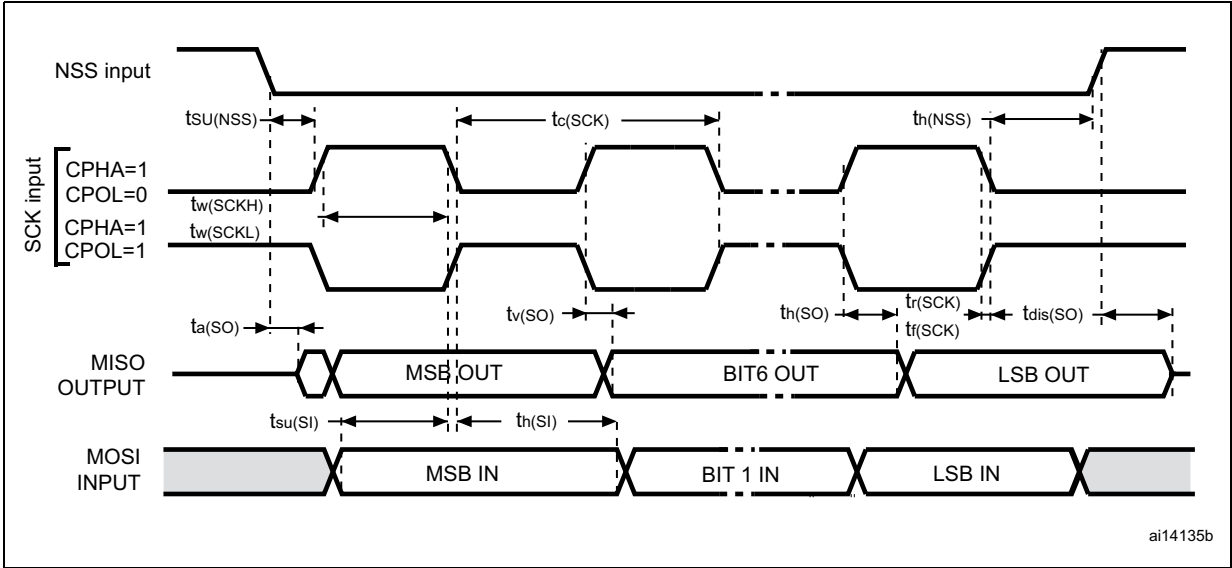 NSS input
tSU(NSS)
tc(SCK)
th(NSS)
SCK input
CPHA=1
CPOL=0
tw(SCKH)
CPHA=1
tw(SCKL)
CPOL=1
ta(SO)
tv(SO)
th(SO)
tr(SCK)
tf(SCK)
tdis(SO)
MISO
OUTPUT
MSB OUT
BIT6 OUT
LSB OUT
tsu(SI)
th(SI)
MOSI
INPUT
MSB IN
BIT 1 IN
LSB IN
ai14135b